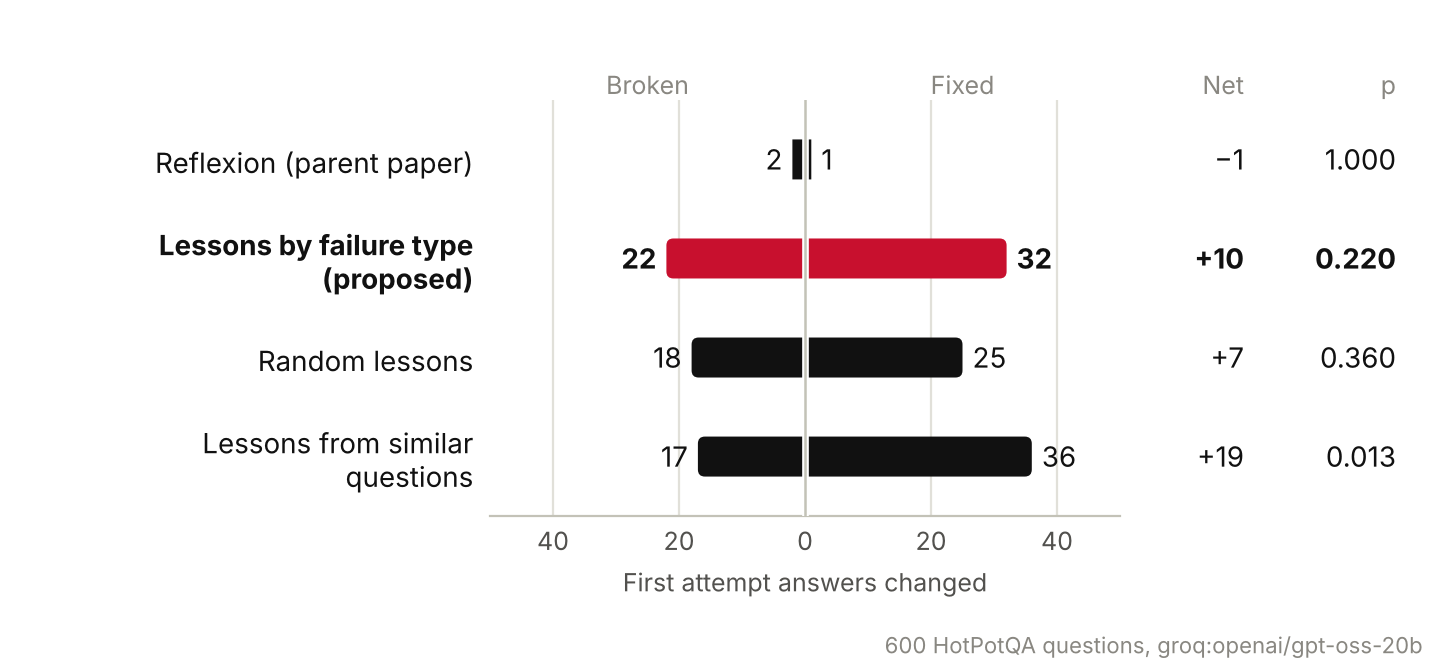 Broken Fixed Net p
Reflexion (parent paper) 2 1 −1 1.000
Lessons by failure type
(proposed) 22 32 +10 0.220
Random lessons 18 25 +7 0.360
Lessons from similar
questions 17 36 +19 0.013
40 20 0 20 40
First attempt answers changed
600 HotPotQA questions, groq:openai/gpt-oss-20b